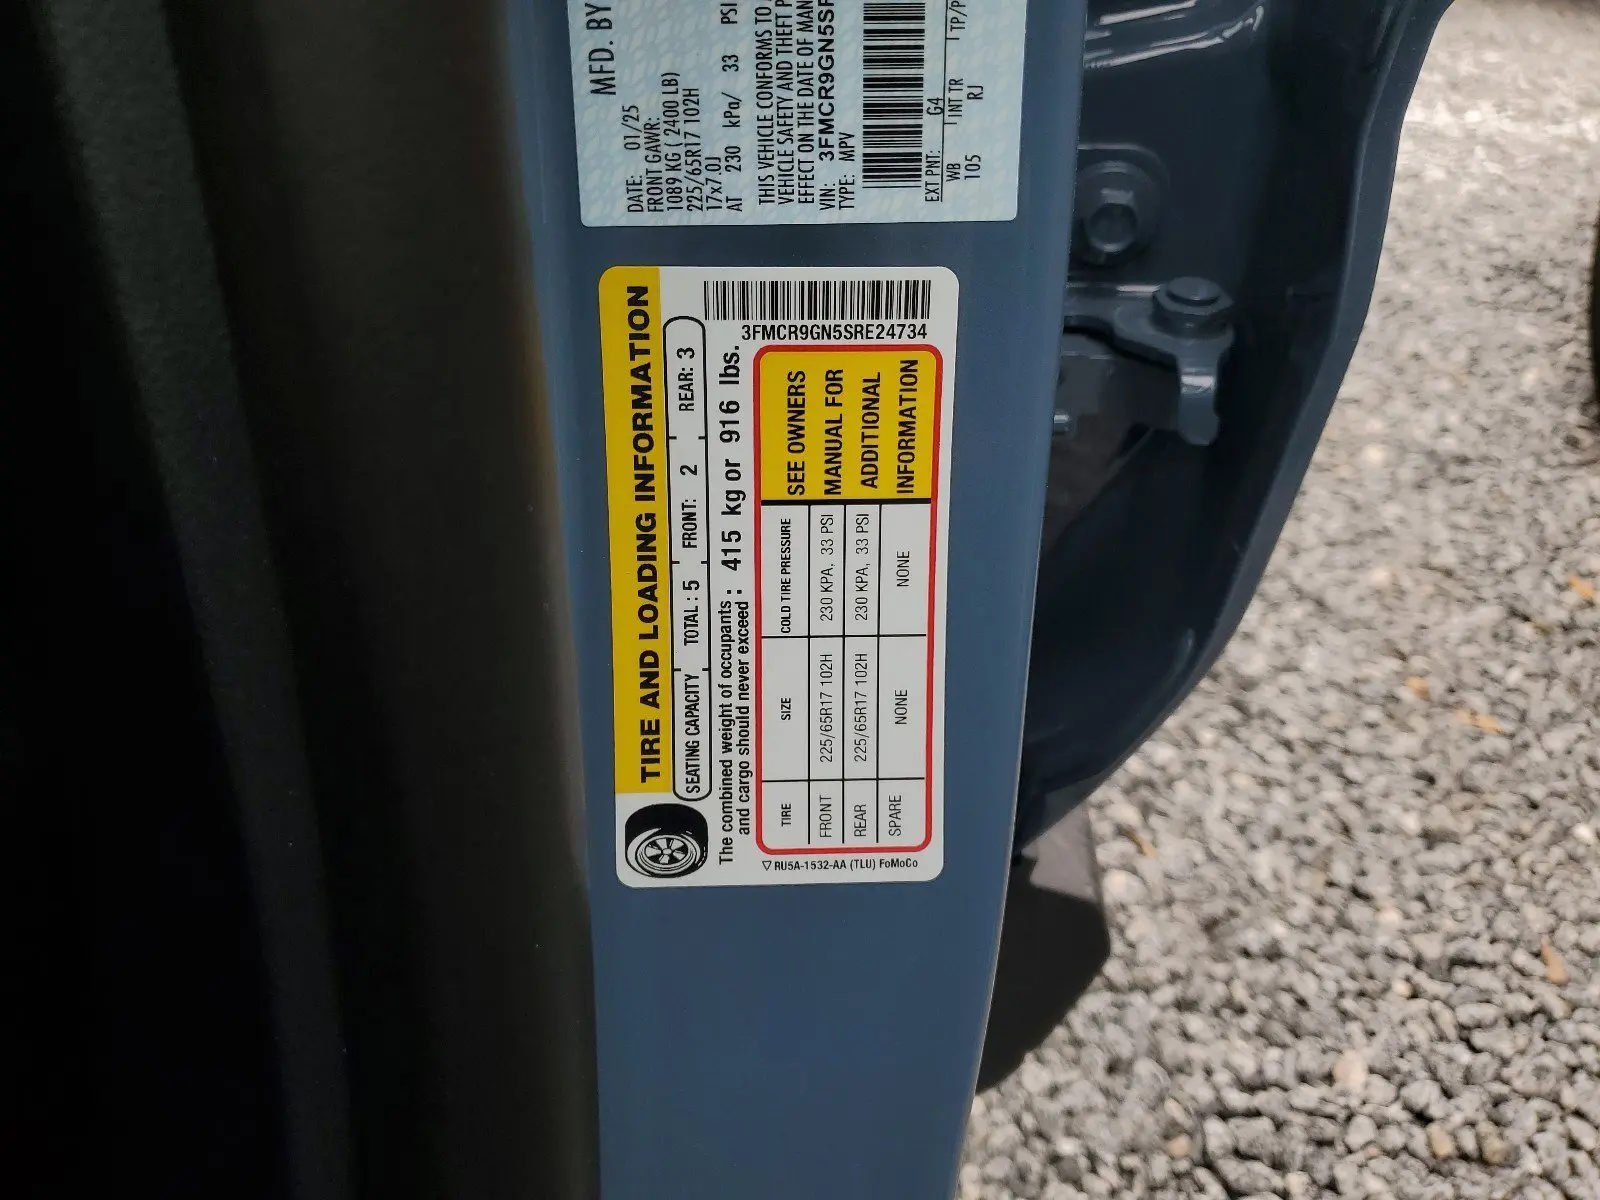 MFD. BY
DATE: 01/25
FRONT GAWR:
1089 KG ( 2400 LB)
225/65R17 102H
17x7.0J
AT 230 kPa/ 33 PSI
THIS VEHICLE CONFORMS TO
VEHICLE SAFETY AND THEFT
EFFECT ON THE DATE OF MAN
VIN: 3FMCR9GN5SR
TYPE: MPV
EXT PNT: G4
WB INT TR TP/P
105 RJ
TIRE AND LOADING INFORMATION
SEATING CAPACITY TOTAL : 5 FRONT: 2 REAR: 3
The combined weight of occupants : 415 kg or 916 lbs.
and cargo should never exceed :
3FMCR9GN5SRE24734
TIRE SIZE COLD TIRE PRESSURE
FRONT 225/65R17 102H 230 KPA, 33 PSI
REAR 225/65R17 102H 230 KPA, 33 PSI
SPARE NONE NONE
SEE OWNERS
MANUAL FOR
ADDITIONAL
INFORMATION
RU5A-1532-AA (TLU) FoMoCo